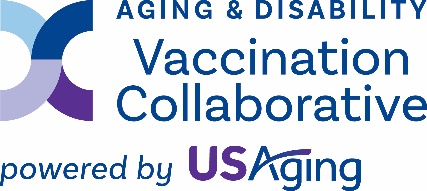 AGING & DISABILITY
Vaccination
Collaborative
powered by USAging